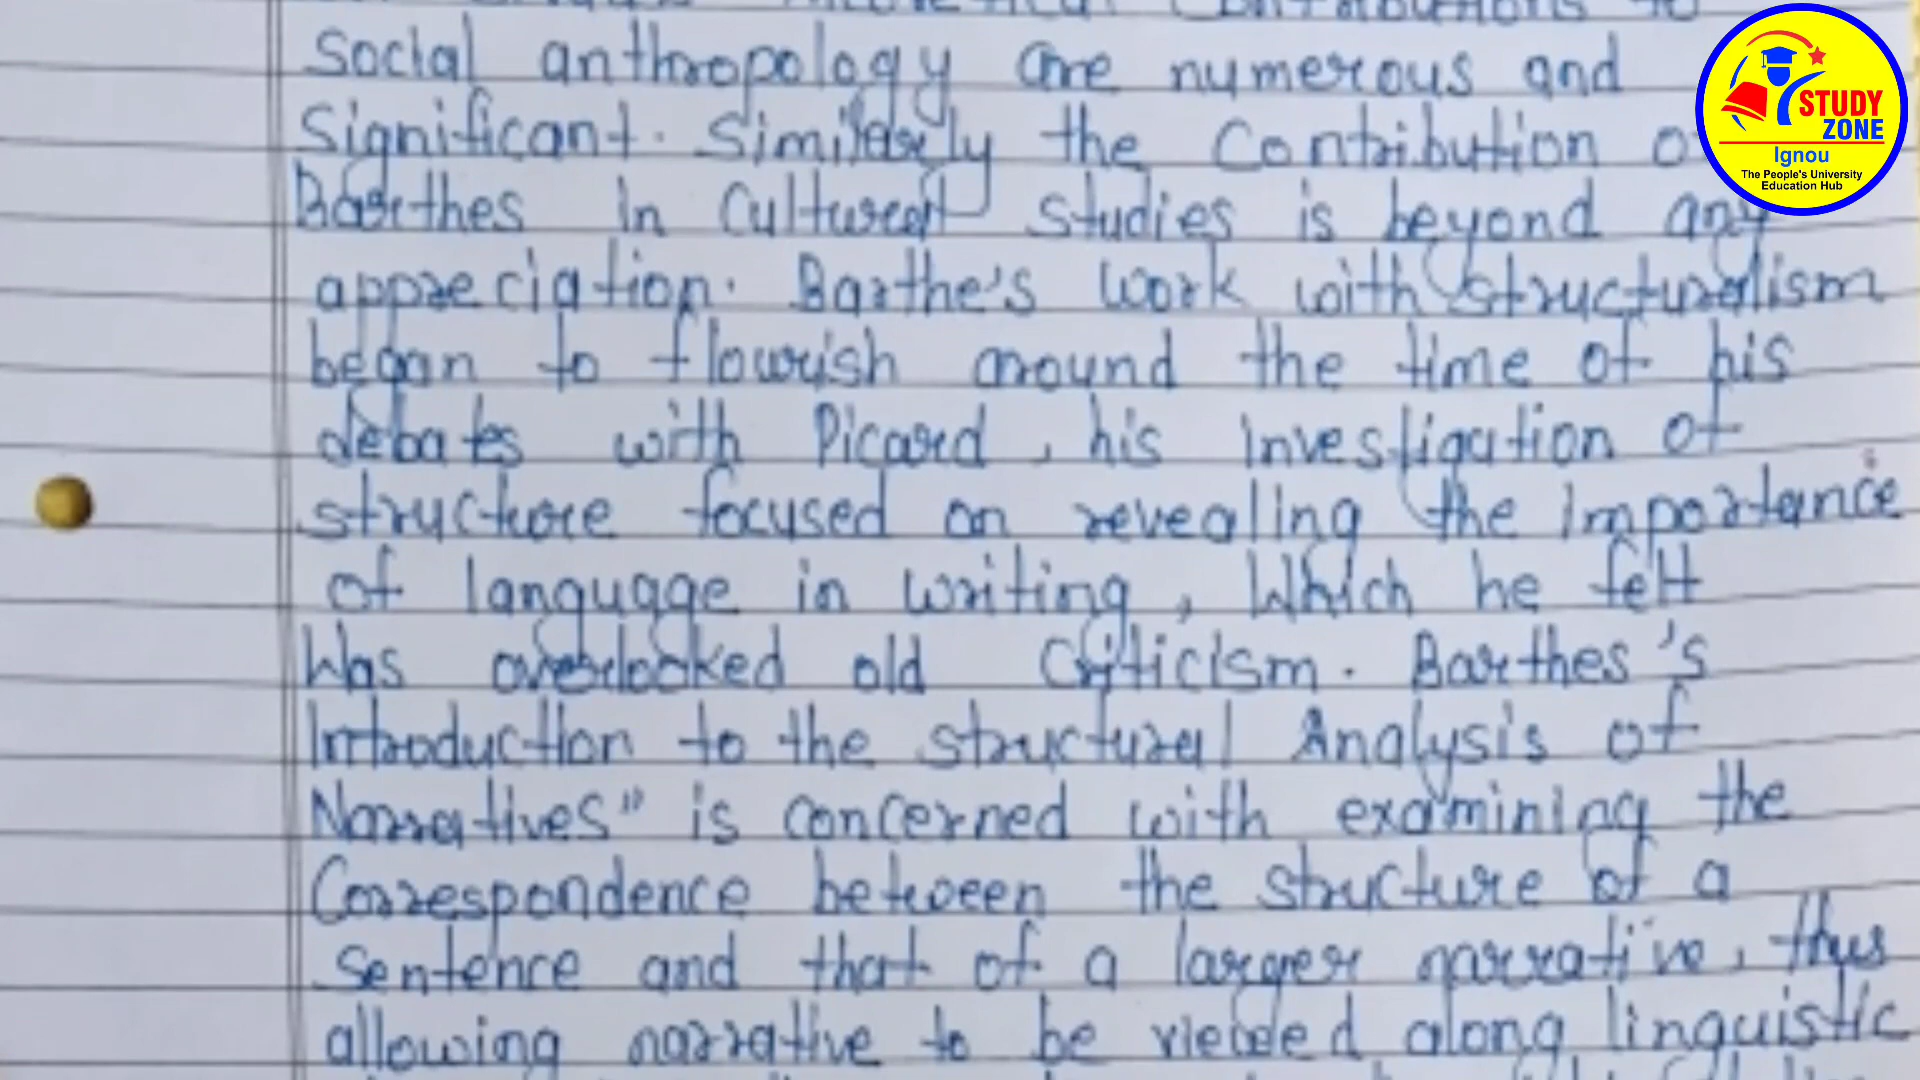 Contributions to
Social anthropology are numerous and
Significant. Similarly the Contribution
Barthes in Cultural studies is beyond any
appreciation. Barthe's work with structuralism
began to flourish around the time of his
debates with Picard, his investigation of
structure focused on revealing the importance
of language in writing, Which he felt
Was overlooked old Criticism. Barthes's
Introduction to the structural Analysis of
Narratives" is concerned with examining the
Correspondence between the structure of a
Sentence and that of a larger narrative, thus
allowing narrative to be viewed along linguistic
STUDY
ZONE
Ignou
The People's University
Education Hub